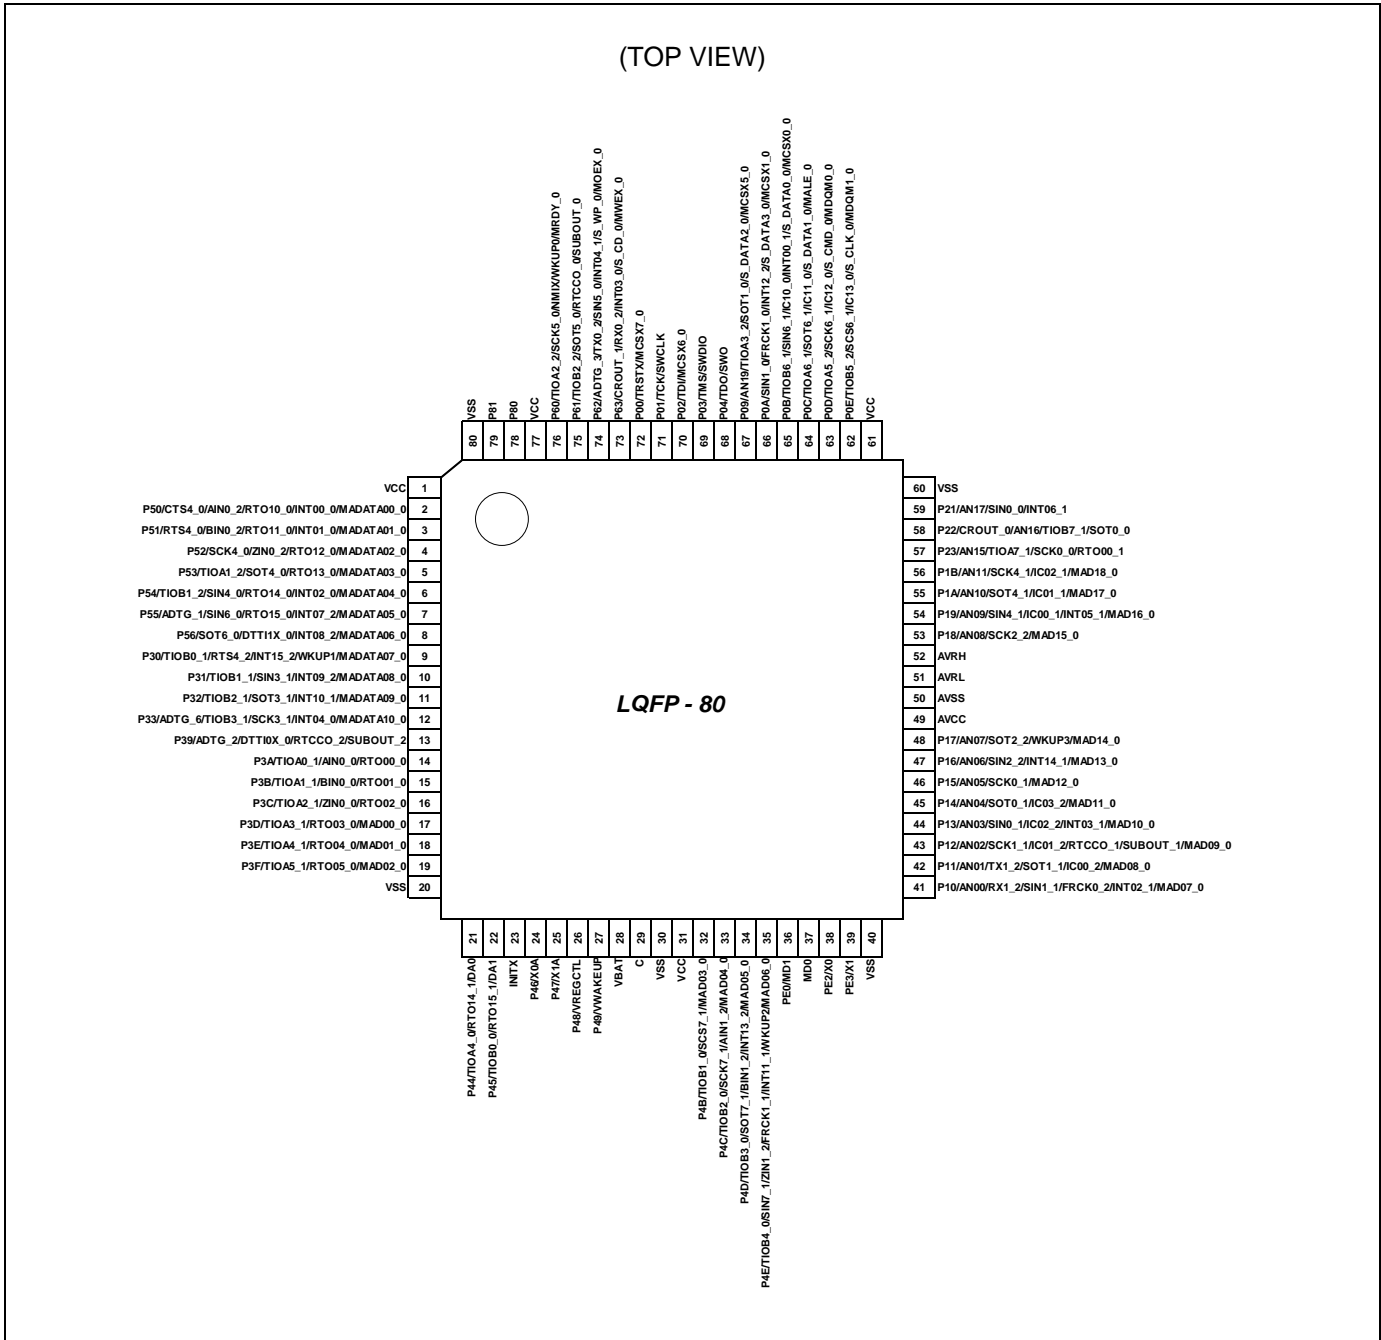 (TOP VIEW)
VSS
P81
P80
VCC
P60/TIOA2_2/SCK5_0/NMIX/WKUP0/MRDY_0
P61/TIOB2_2/SOT5_0/RTCCO_0/SUBOUT_0
P62/ADTG_3/TX0_2/SIN5_0/INT04_1/S_WP_0/MOEX_0
P63/CROUT_1/RX0_2/INT03_0/S_CD_0/MWEX_0
P00/TRSTX/MCSX7_0
P01/TCK/SWCLK
P02/TDI/MCSX6_0
P03/TMS/SWDIO
P04/TDO/SWO
P09/AN19/TIOA3_2/SOT1_0/S_DATA2_0/MCSX5_0
P0A/SIN1_0/FRCK1_0/INT12_2/S_DATA3_0/MCSX1_0
P0B/TIOB6_1/SIN6_1/IC10_0/INT00_1/S_DATA0_0/MCSX0_0
P0C/TIOA6_1/SOT6_1/IC11_0/S_DATA1_0/MALE_0
P0D/TIOA5_2/SCK6_1/IC12_0/S_CMD_0/MDQM0_0
P0E/TIOB5_2/SCS6_1/IC13_0/S_CLK_0/MDQM1_0
VCC
80
79
78
77
76
75
74
73
72
71
70
69
68
67
66
65
64
63
62
61
VCC 1
P50/CTS4_0/AIN0_2/RTO10_0/INT00_0/MADATA00_0 2
P51/RTS4_0/BIN0_2/RTO11_0/INT01_0/MADATA01_0 3
P52/SCK4_0/ZIN0_2/RTO12_0/MADATA02_0 4
P53/TIOA1_2/SOT4_0/RTO13_0/MADATA03_0 5
P54/TIOB1_2/SIN4_0/RTO14_0/INT02_0/MADATA04_0 6
P55/ADTG_1/SIN6_0/RTO15_0/INT07_2/MADATA05_0 7
P56/SOT6_0/DTTI1X_0/INT08_2/MADATA06_0 8
P30/TIOB0_1/RTS4_2/INT15_2/WKUP1/MADATA07_0 9
P31/TIOB1_1/SIN3_1/INT09_2/MADATA08_0 10
P32/TIOB2_1/SOT3_1/INT10_1/MADATA09_0 11
P33/ADTG_6/TIOB3_1/SCK3_1/INT04_0/MADATA10_0 12
P39/ADTG_2/DTTI0X_0/RTCCO_2/SUBOUT_2 13
P3A/TIOA0_1/AIN0_0/RTO00_0 14
P3B/TIOA1_1/BIN0_0/RTO01_0 15
P3C/TIOA2_1/ZIN0_0/RTO02_0 16
P3D/TIOA3_1/RTO03_0/MAD00_0 17
P3E/TIOA4_1/RTO04_0/MAD01_0 18
P3F/TIOA5_1/RTO05_0/MAD02_0 19
VSS 20
LQFP - 80
60 VSS
59 P21/AN17/SIN0_0/INT06_1
58 P22/CROUT_0/AN16/TIOB7_1/SOT0_0
57 P23/AN15/TIOA7_1/SCK0_0/RTO00_1
56 P1B/AN11/SCK4_1/IC02_1/MAD18_0
55 P1A/AN10/SOT4_1/IC01_1/MAD17_0
54 P19/AN09/SIN4_1/IC00_1/INT05_1/MAD16_0
53 P18/AN08/SCK2_2/MAD15_0
52 AVRH
51 AVRL
50 AVSS
49 AVCC
48 P17/AN07/SOT2_2/WKUP3/MAD14_0
47 P16/AN06/SIN2_2/INT14_1/MAD13_0
46 P15/AN05/SCK0_1/MAD12_0
45 P14/AN04/SOT0_1/IC03_2/MAD11_0
44 P13/AN03/SIN0_1/IC02_2/INT03_1/MAD10_0
43 P12/AN02/SCK1_1/IC01_2/RTCCO_1/SUBOUT_1/MAD09_0
42 P11/AN01/TX1_2/SOT1_1/IC00_2/MAD08_0
41 P10/AN00/RX1_2/SIN1_1/FRCK0_2/INT02_1/MAD07_0
21
22
23
24
25
26
27
28
29
30
31
32
33
34
35
36
37
38
39
40
P44/TIOA4_0/RTO14_1/DA0
P45/TIOB0_0/RTO15_1/DA1
INITX
P46/X0A
P47/X1A
P48/VREGCTL
P49/VWAKEUP
VBAT
C
VSS
VCC
P4B/TIOB1_0/SCS7_1/MAD03_0
P4C/TIOB2_0/SCK7_1/AIN1_2/MAD04_0
P4D/TIOB3_0/SOT7_1/BIN1_2/INT13_2/MAD05_0
P4E/TIOB4_0/SIN7_1/ZIN1_2/FRCK1_1/INT11_1/WKUP2/MAD06_0
PE0/MD1
MD0
PE2/X0
PE3/X1
VSS